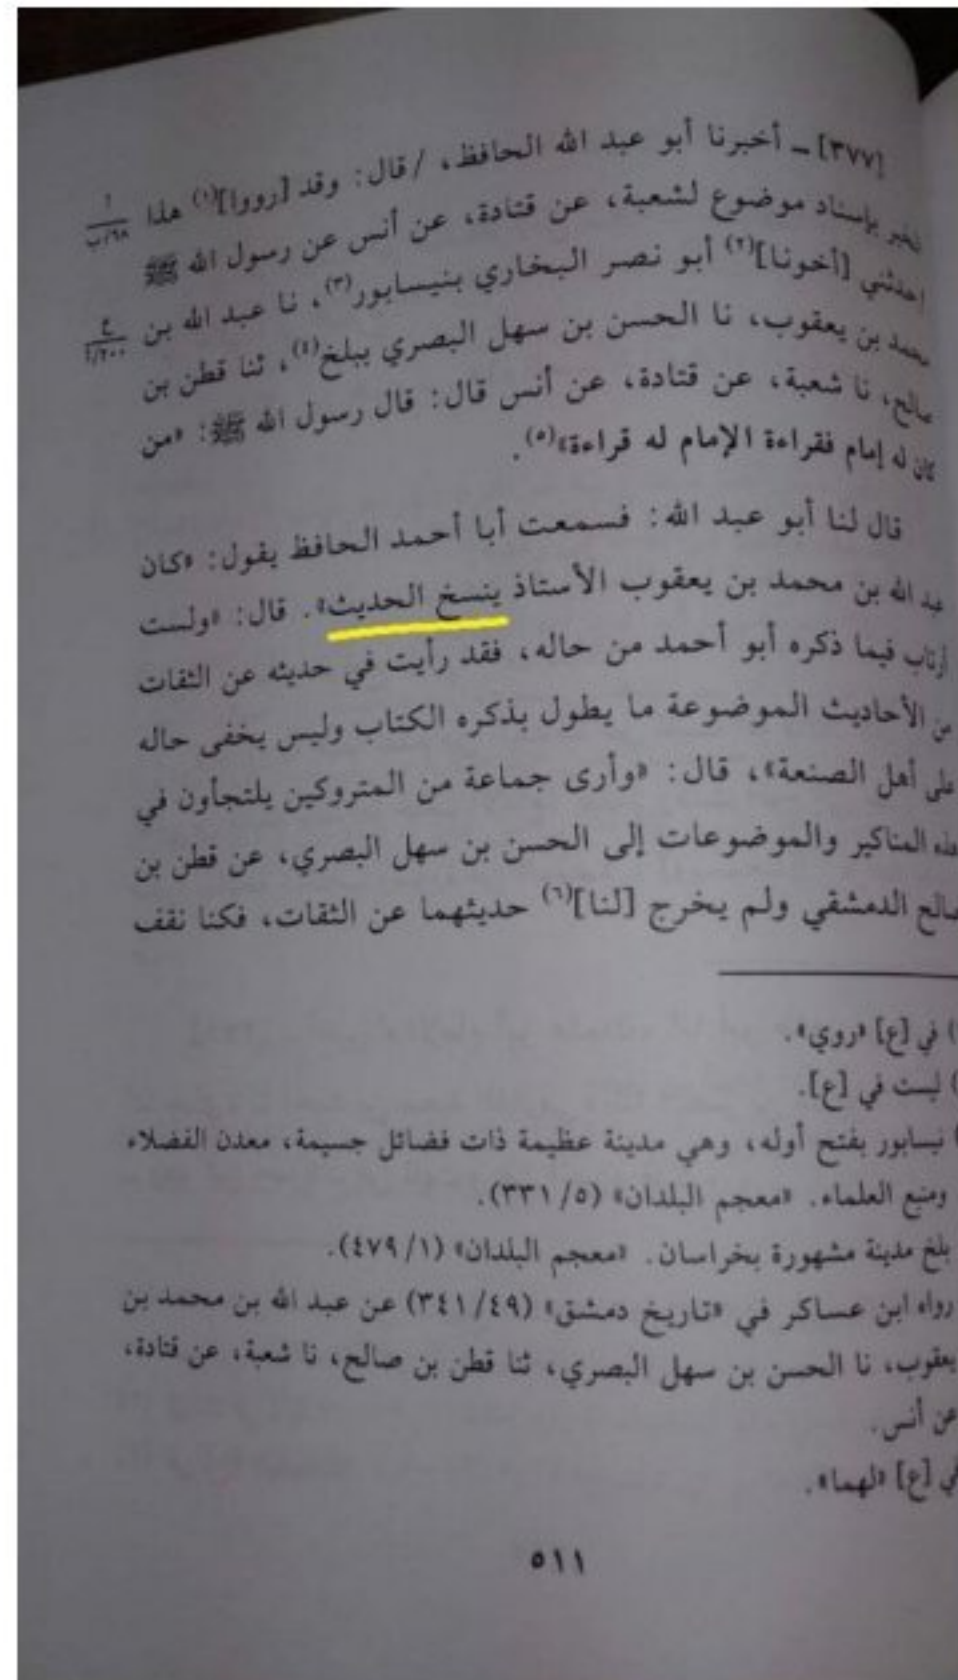 [٣٧٧] ـ أخبرنا أبو عبد الله الحافظ، /قال: وقد [رووا]⁽¹⁾ هذا
أ
٦٨/ب
الخبر بإسناد موضوع لشعبة، عن قتادة، عن أنس عن رسول الله ﷺ
[حدثني [أخونا]⁽²⁾ أبو نصر البخاري بنيسابور⁽³⁾، نا عبد الله بن
ع
٢٠٠/أ
محمد بن يعقوب، نا الحسن بن سهل البصري ببلخ⁽⁴⁾، ثنا قطن بن
صالح، نا شعبة، عن قتادة، عن أنس قال: قال رسول الله ﷺ: «من
كان له إمام فقراءة الإمام له قراءة»⁽⁵⁾.
قال لنا أبو عبد الله: فسمعت أبا أحمد الحافظ يقول: «كان
عبد الله بن محمد بن يعقوب الأستاذ ينسخ الحديث». قال: «ولست
أرتاب فيما ذكره أبو أحمد من حاله، فقد رأيت في حديثه عن الثقات
من الأحاديث الموضوعة ما يطول بذكره الكتاب وليس يخفى حاله
على أهل الصنعة»، قال: «وأرى جماعة من المتروكين يلتجأون في
هذه المناكير والموضوعات إلى الحسن بن سهل البصري، عن قطن بن
صالح الدمشقي ولم يخرج [لنا]⁽⁶⁾ حديثهما عن الثقات، فكنا نقف
) في [ع] «روي».
) ليست في [ع].
) نيسابور بفتح أوله، وهي مدينة عظيمة ذات فضائل جسيمة، معدن الفضلاء
ومنبع العلماء. «معجم البلدان» (٥/ ٣٣١).
بلخ مدينة مشهورة بخراسان. «معجم البلدان» (١/ ٤٧٩).
رواه ابن عساكر في «تاريخ دمشق» (٤٩/ ٣٤١) عن عبد الله بن محمد بن
يعقوب، نا الحسن بن سهل البصري، ثنا قطن بن صالح، نا شعبة، عن قتادة،
عن أنس.
في [ع] «لهما».
٥١١